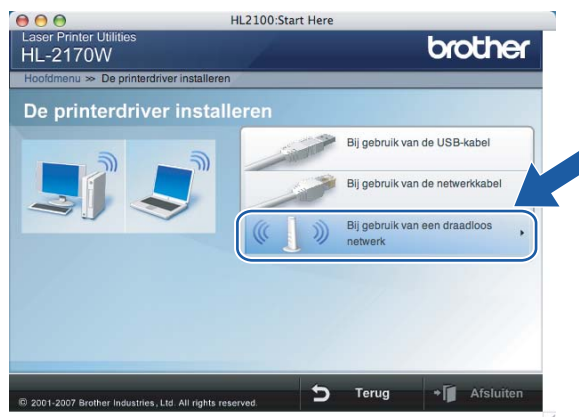 HL2100:Start Here
Laser Printer Utilities
HL-2170W
brother
Hoofdmenu >> De printerdriver installeren
De printerdriver installeren
Bij gebruik van de USB-kabel
Bij gebruik van de netwerkkabel
Bij gebruik van een draadloos
netwerk
© 2001-2007 Brother Industries, Ltd. All rights reserved.
Terug
Afsluiten